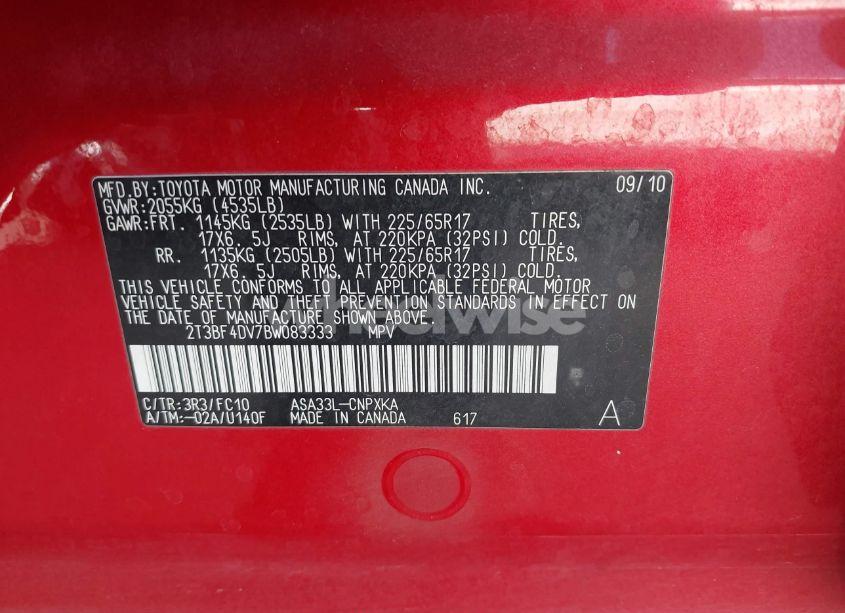 MFD.BY:TOYOTA MOTOR MANUFACTURING CANADA INC. 09/10
GVWR:2055KG (4535LB)
GAWR:FRT. 1145KG (2535LB) WITH 225/65R17 TIRES,
17X6. 5J RIMS, AT 220KPA (32PSI) COLD.
RR. 1135KG (2505LB) WITH 225/65R17 TIRES,
17X6. 5J RIMS, AT 220KPA (32PSI) COLD.
THIS VEHICLE CONFORMS TO ALL APPLICABLE FEDERAL MOTOR
VEHICLE SAFETY AND THEFT PREVENTION STANDARDS IN EFFECT ON
THE DATE OF MANUFACTURE SHOWN ABOVE.
2T3BF4DV7BW083333 MPV
wheelwise
C/TR:3R3/FC10 ASA33L-CNPXKA
A/TM:-02A/U140F MADE IN CANADA 617 A